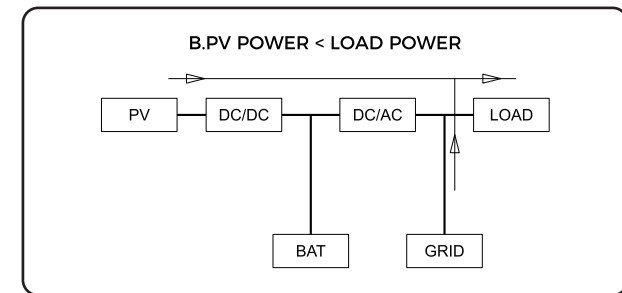 B.PV POWER < LOAD POWER
PV DC/DC DC/AC LOAD
BAT GRID